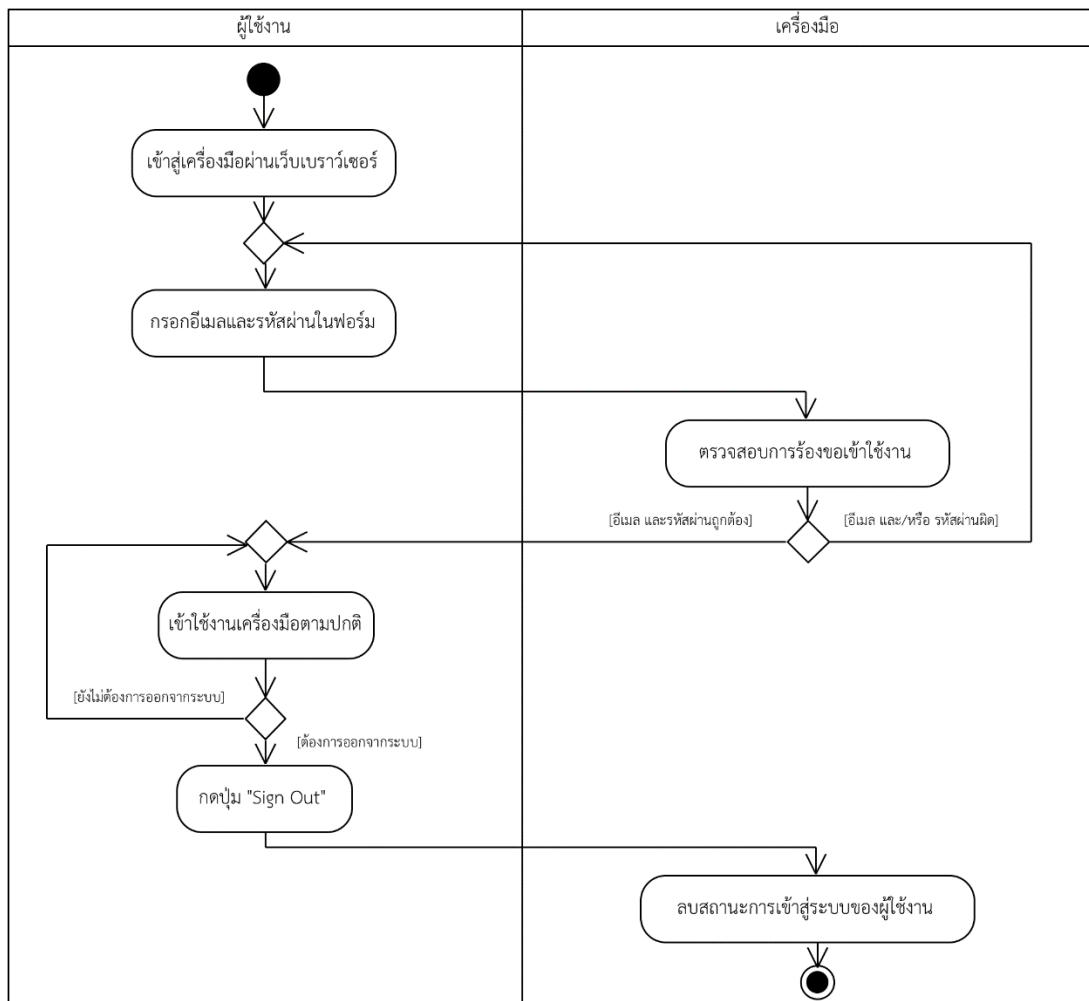 ผู้ใช้งาน
เครื่องมือ
เข้าสู่เครื่องมือผ่านเว็บเบราว์เซอร์
กรอกอีเมลและรหัสผ่านในฟอร์ม
ตรวจสอบการร้องขอเข้าใช้งาน
[อีเมล และรหัสผ่านถูกต้อง]
[อีเมล และ/หรือ รหัสผ่านผิด]
เข้าใช้งานเครื่องมือตามปกติ
[ยังไม่ต้องการออกจากระบบ]
[ต้องการออกจากระบบ]
กดปุ่ม "Sign Out"
ลบสถานะการเข้าสู่ระบบของผู้ใช้งาน